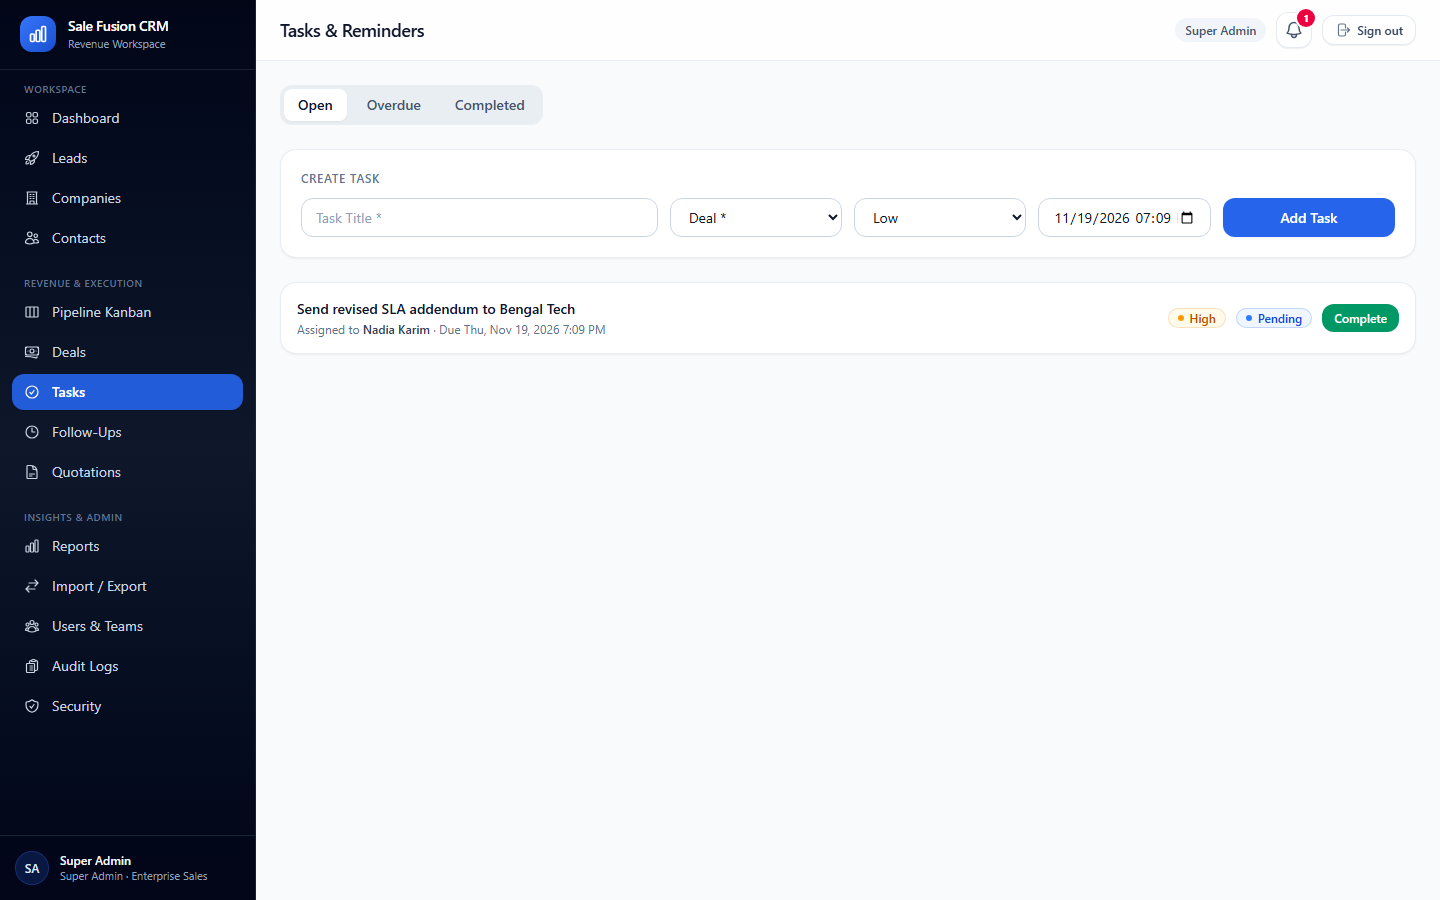 Sale Fusion CRM
Revenue Workspace
WORKSPACE
Dashboard
Leads
Companies
Contacts
REVENUE & EXECUTION
Pipeline Kanban
Deals
Tasks
Follow-Ups
Quotations
INSIGHTS & ADMIN
Reports
Import / Export
Users & Teams
Audit Logs
Security
SA
Super Admin
Super Admin · Enterprise Sales
Tasks & Reminders
Super Admin
1
Sign out
Open Overdue Completed
CREATE TASK
Task Title * Deal * Low 11/19/2026 07:09 Add Task
Send revised SLA addendum to Bengal Tech
Assigned to Nadia Karim · Due Thu, Nov 19, 2026 7:09 PM
High Pending Complete